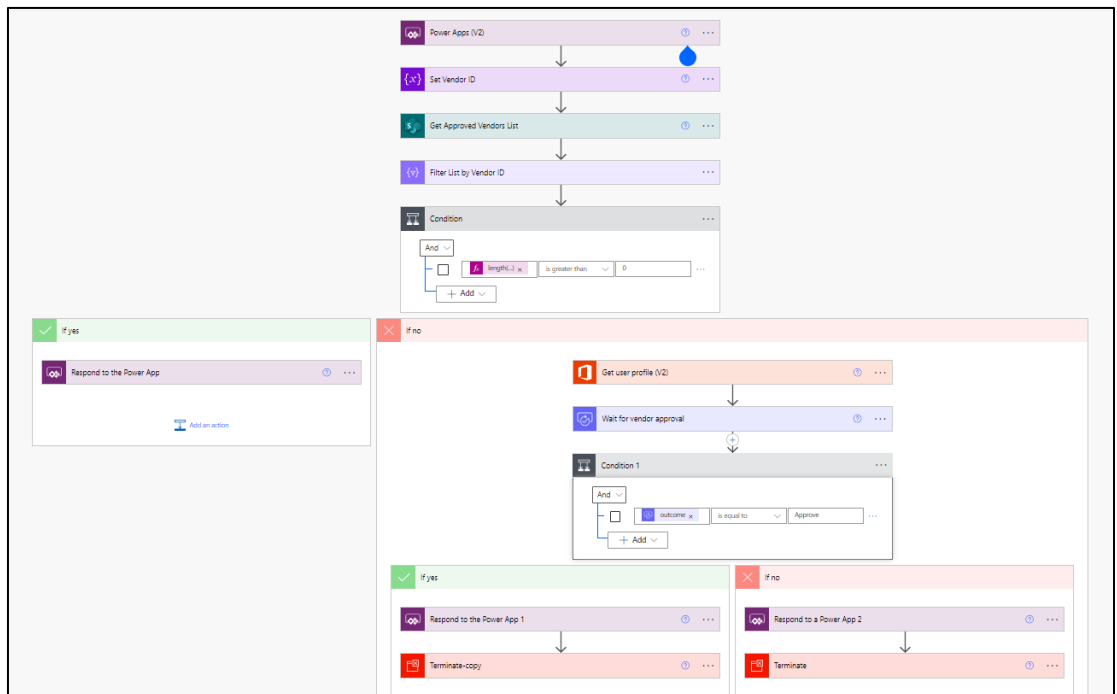 Power Apps (V2)
Set Vendor ID
Get Approved Vendors List
Filter List by Vendor ID
Condition
And
length(...) x is greater than 0
+ Add
If yes
If no
Respond to the Power App
Add an action
Get user profile (V2)
Wait for vendor approval
Condition 1
And
outcome x is equal to Approve
+ Add
If yes
If no
Respond to the Power App 1
Respond to a Power App 2
Terminate-copy
Terminate